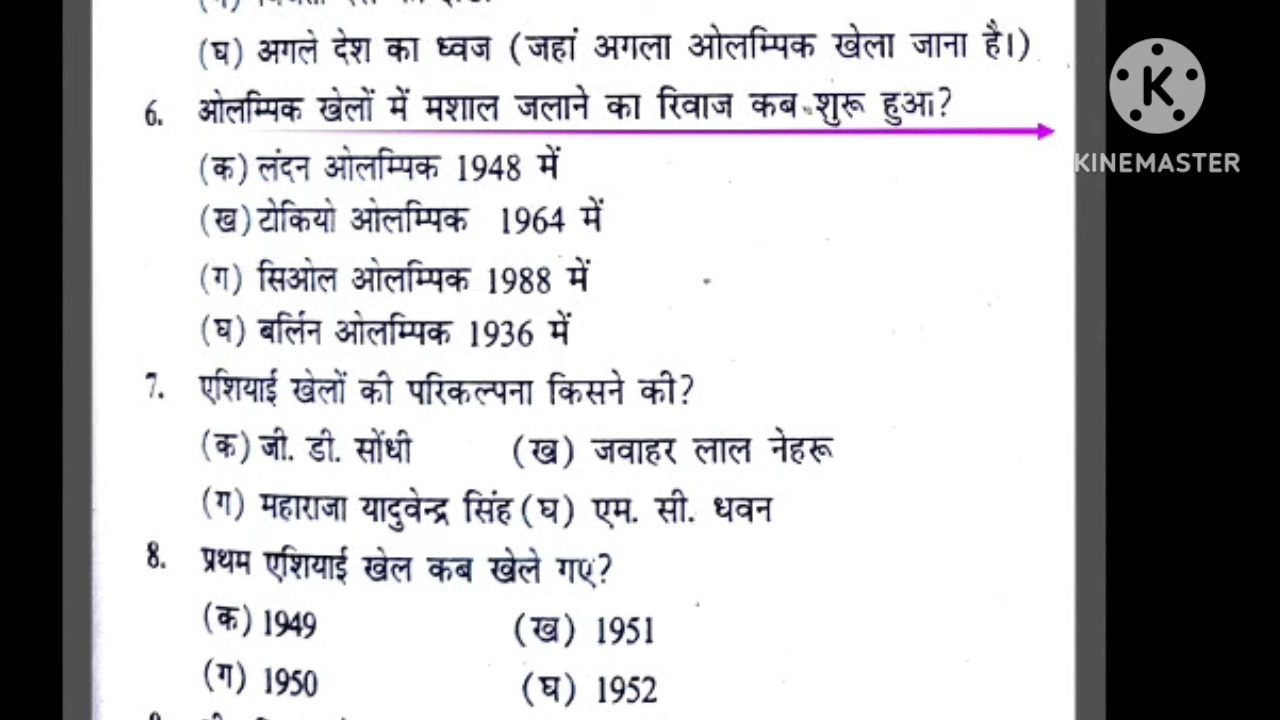 (घ) अगले देश का ध्वज (जहां अगला ओलम्पिक खेला जाना है।)
6. ओलम्पिक खेलों में मशाल जलाने का रिवाज कब शुरू हुआ?
(क) लंदन ओलम्पिक 1948 में
(ख) टोकियो ओलम्पिक 1964 में
(ग) सिओल ओलम्पिक 1988 में
(घ) बर्लिन ओलम्पिक 1936 में
7. एशियाई खेलों की परिकल्पना किसने की?
(क) जी. डी. सोंधी (ख) जवाहर लाल नेहरू
(ग) महाराजा यादुवेन्द्र सिंह (घ) एम. सी. धवन
8. प्रथम एशियाई खेल कब खेले गए?
(क) 1949 (ख) 1951
(ग) 1950 (घ) 1952
K
KINEMASTER